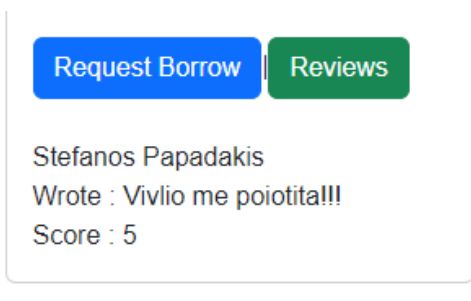 Request Borrow | Reviews
Stefanos Papadakis
Wrote : Vivlio me poiotita!!!
Score : 5